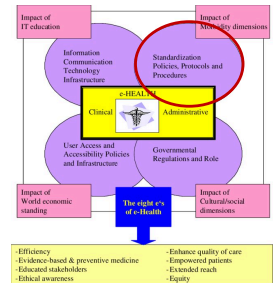 Impact of
IT education
Impact of
Morbidity dimensions
Information
Communication
Technology
Infrastructure
Standardization
Policies, Protocols and
Procedures
e-HEALTH
Clinical
Administrative
User Access and
Accessibility Policies
and Infrastructure
Governmental
Regulations and Role
Impact of
World economic
standing
The eight e's
of e-Health
Impact of
Cultural/social
dimensions
-Efficiency
-Evidence-based & preventive medicine
-Educated stakeholders
-Ethical awareness
-Enhance quality of care
-Empowered patients
-Extended reach
-Equity